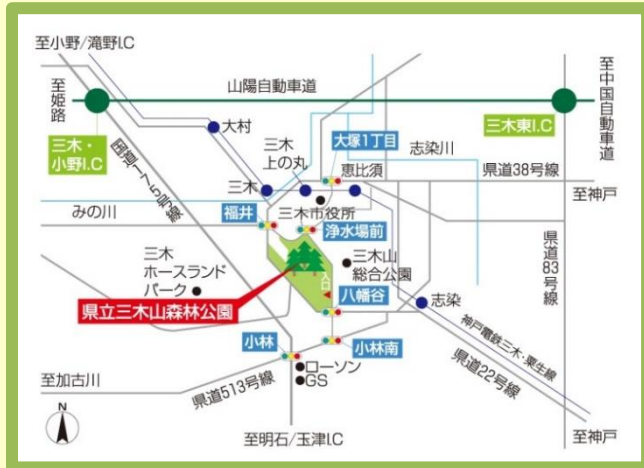 至小野/滝野I.C
至姫路
山陽自動車道
至中国自動車道
三木・
小野I.C
国道175号線
大村
三木
上の丸
大塚1丁目
志染川
三木東I.C
恵比須
県道38号線
至神戸
三木
みの川
福井
三木市役所
浄水場前
県道83号線
三木
ホースランド
パーク
三木山
総合公園
入口
県立三木山森林公園
八幡谷
志染
神戸電鉄三木・粟生線
小林
小林南
県道22号線
ローソン
GS
至加古川
県道513号線
N
至明石/玉津I.C
至神戸